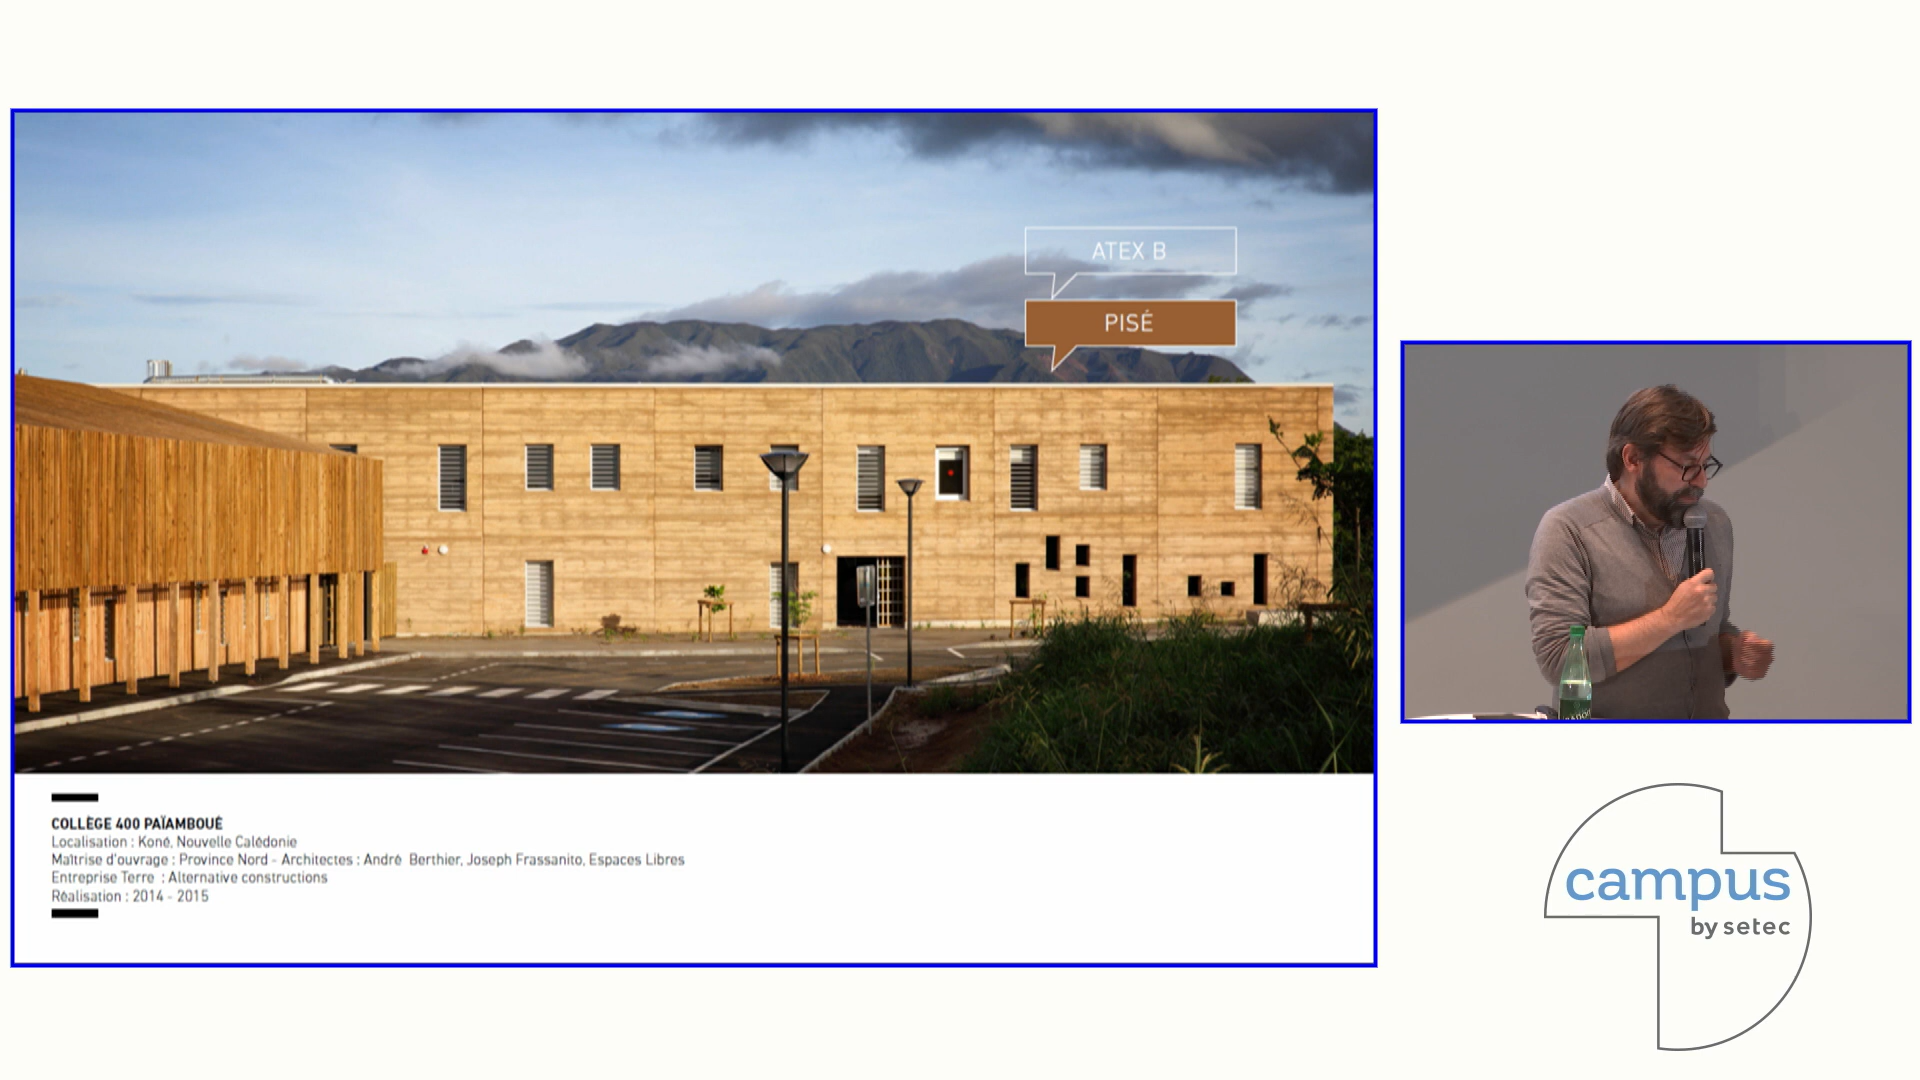 ATEX B
PISÉ
COLLÈGE 400 PAÏAMBOUÉ
Localisation : Koné, Nouvelle Calédonie
Maîtrise d'ouvrage : Province Nord - Architectes : André Berthier, Joseph Frassanito, Espaces Libres
Entreprise Terre : Alternative constructions
Réalisation : 2014 - 2015
campus
by setec